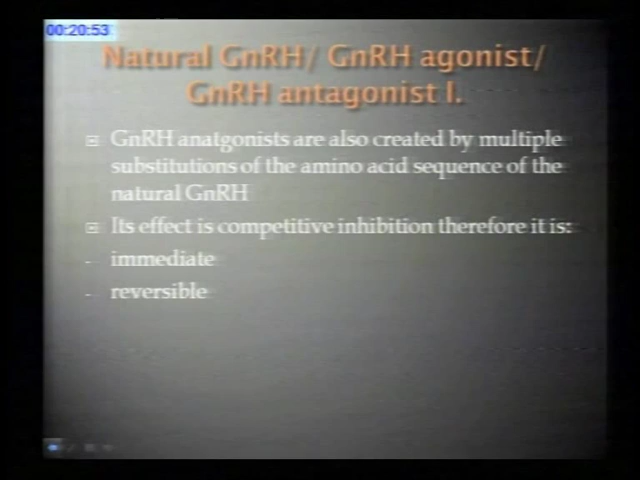 00:20:53
Natural GnRH/ GnRH agonist/
GnRH antagonist I.
GnRH anatgonists are also created by multiple
substitutions of the amino acid sequence of the
natural GnRH
Its effect is competitive inhibition therefore it is:
- immediate
- reversible